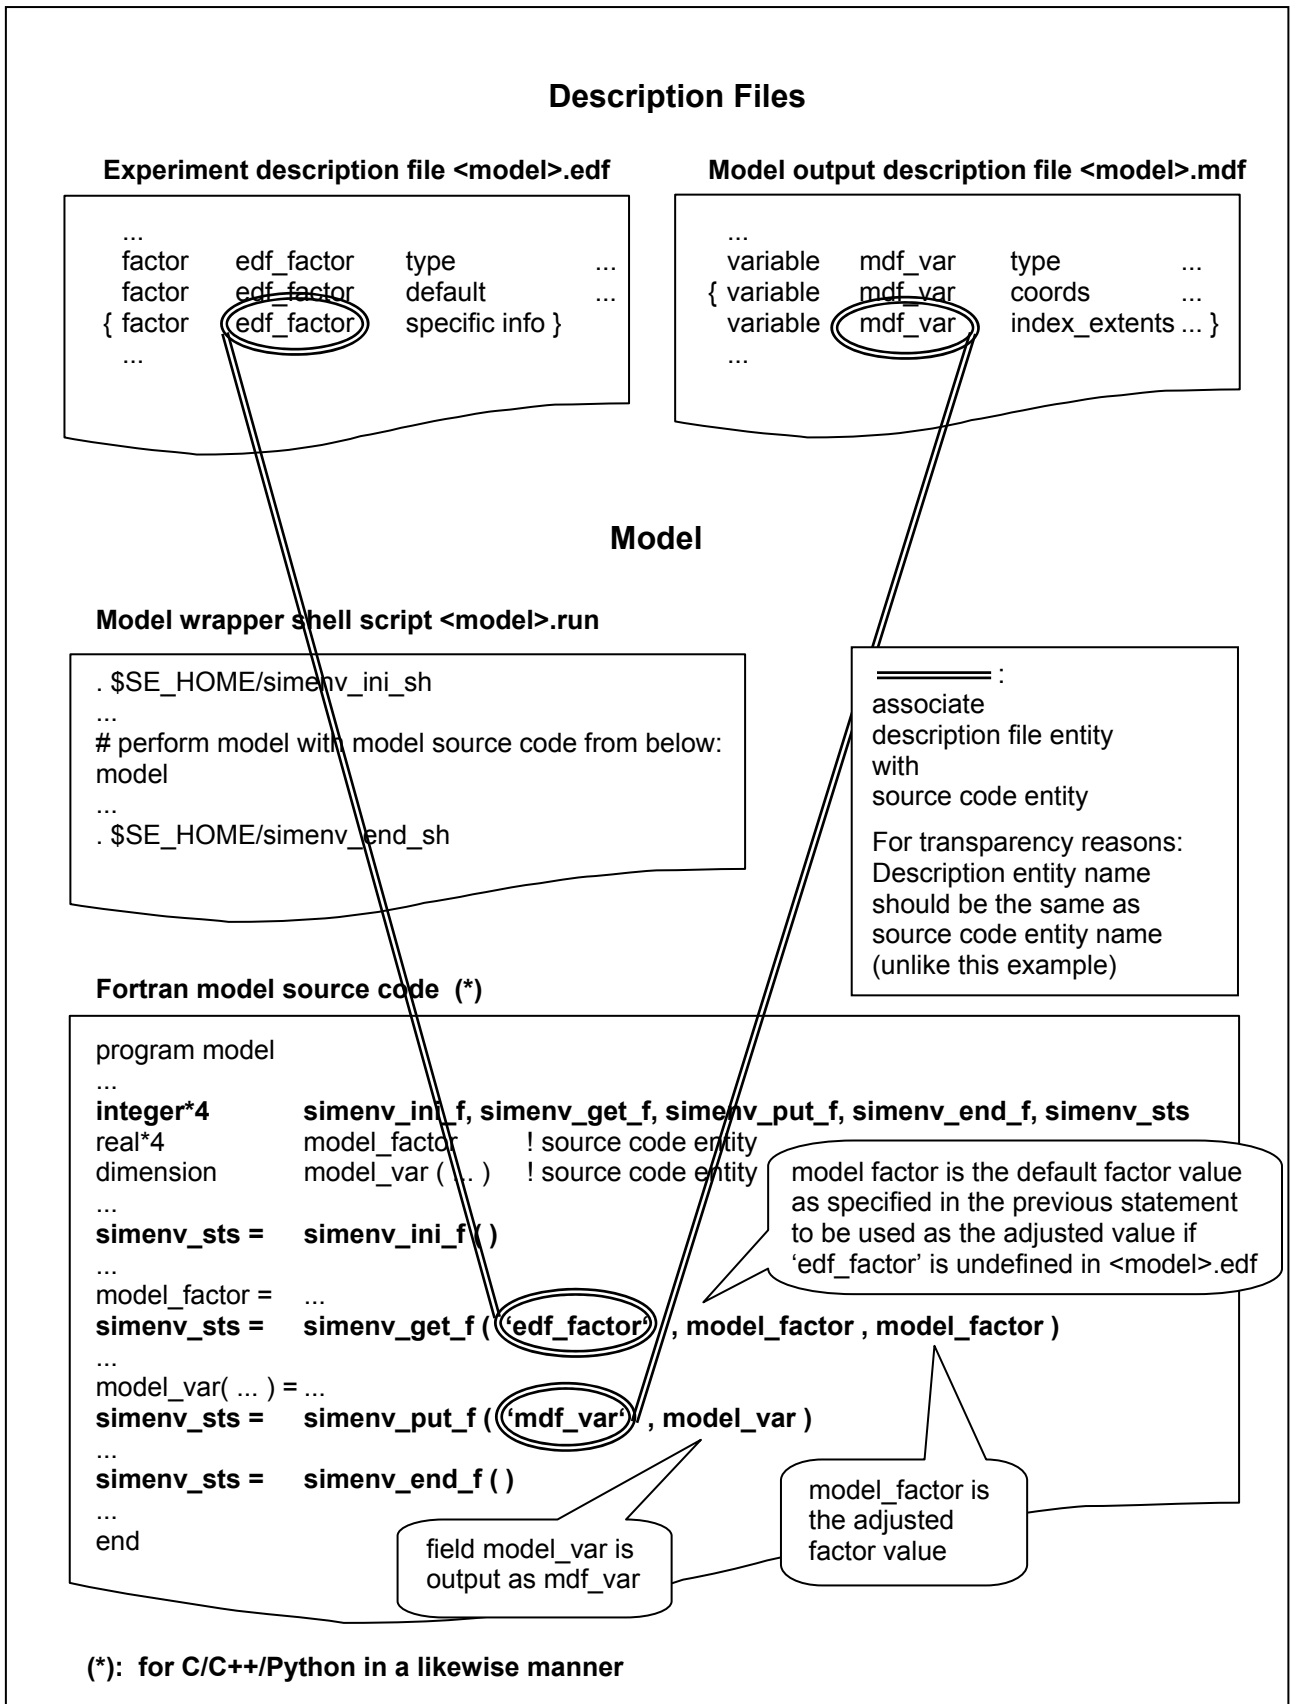 Description Files
Experiment description file <model>.edf
...
factor edf_factor type ...
factor edf_factor default ...
{ factor edf_factor specific info }
...
Model output description file <model>.mdf
...
variable mdf_var type ...
{ variable mdf_var coords ...
variable mdf_var index_extents ... }
...
Model
Model wrapper shell script <model>.run
. $SE_HOME/simenv_ini_sh
...
# perform model with model source code from below:
model
...
. $SE_HOME/simenv_end_sh
:
associate
description file entity
with
source code entity
For transparency reasons:
Description entity name
should be the same as
source code entity name
(unlike this example)
Fortran model source code (*)
program model
...
integer*4 simenv_ini_f, simenv_get_f, simenv_put_f, simenv_end_f, simenv_sts
real*4 model_factor ! source code entity
dimension model_var ( ... ) ! source code entity
...
simenv_sts = simenv_ini_f ( )
...
model_factor = ...
simenv_sts = simenv_get_f ( ‘edf_factor‘ , model_factor , model_factor )
...
model_var( ... ) = ...
simenv_sts = simenv_put_f ( ‘mdf_var‘ , model_var )
...
simenv_sts = simenv_end_f ( )
...
end
model factor is the default factor value
as specified in the previous statement
to be used as the adjusted value if
‘edf_factor’ is undefined in <model>.edf
model_factor is
the adjusted
factor value
field model_var is
output as mdf_var
(*): for C/C++/Python in a likewise manner